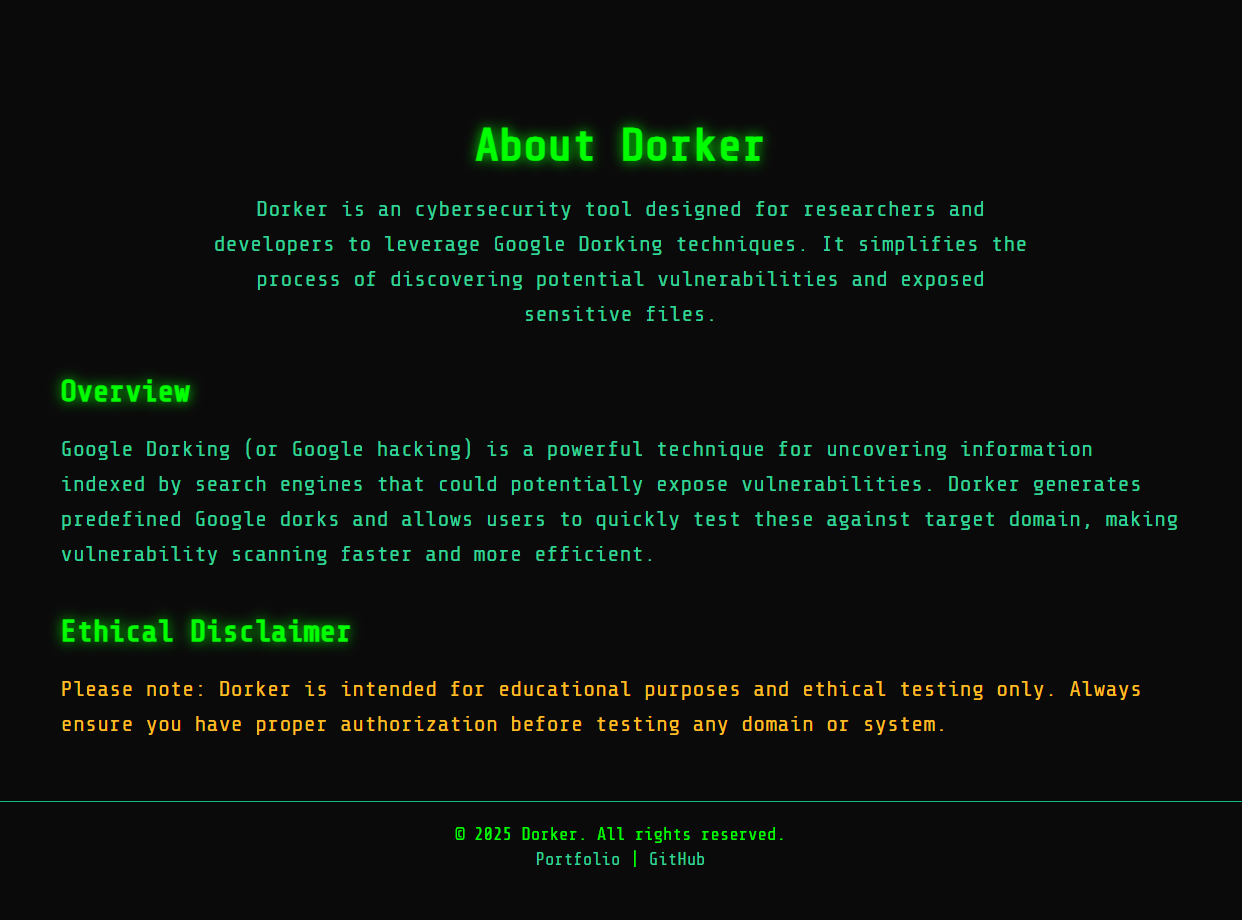 About Dorker
Dorker is an cybersecurity tool designed for researchers and
developers to leverage Google Dorking techniques. It simplifies the
process of discovering potential vulnerabilities and exposed
sensitive files.
Overview
Google Dorking (or Google hacking) is a powerful technique for uncovering information
indexed by search engines that could potentially expose vulnerabilities. Dorker generates
predefined Google dorks and allows users to quickly test these against target domain, making
vulnerability scanning faster and more efficient.
Ethical Disclaimer
Please note: Dorker is intended for educational purposes and ethical testing only. Always
ensure you have proper authorization before testing any domain or system.
© 2025 Dorker. All rights reserved.
Portfolio | GitHub